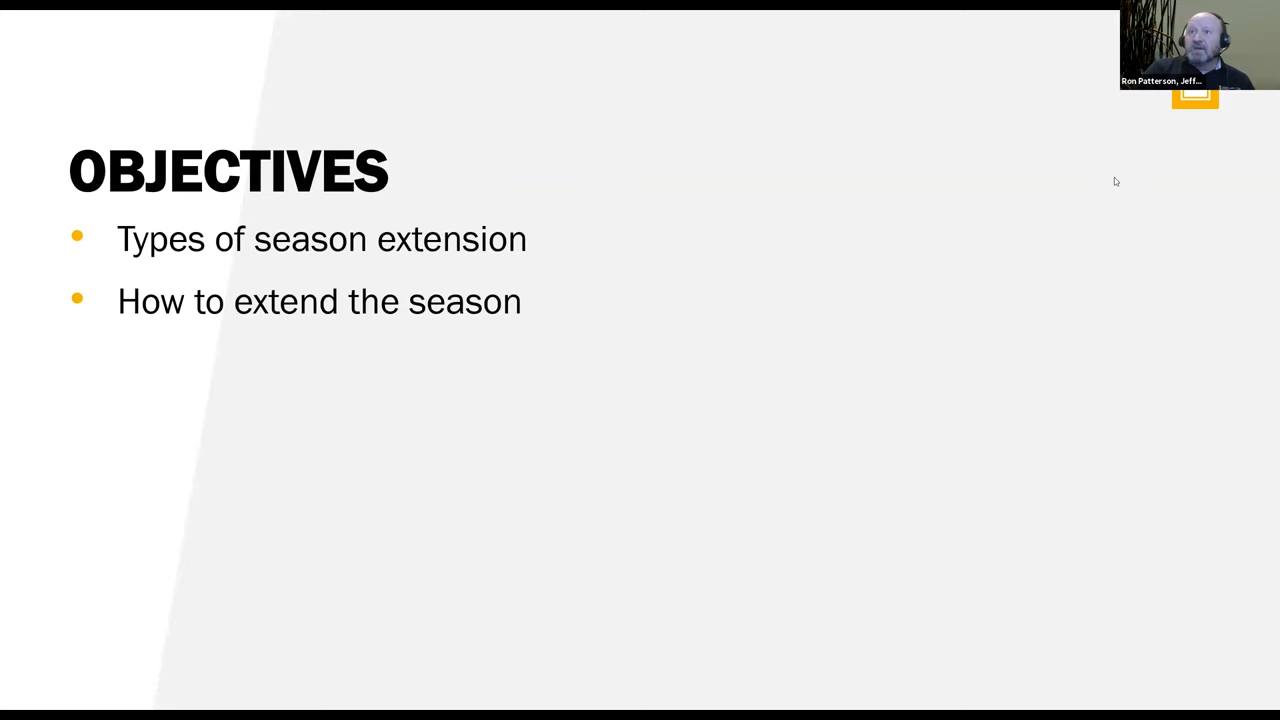 Ron Patterson, Jeff...
OBJECTIVES
• Types of season extension
• How to extend the season